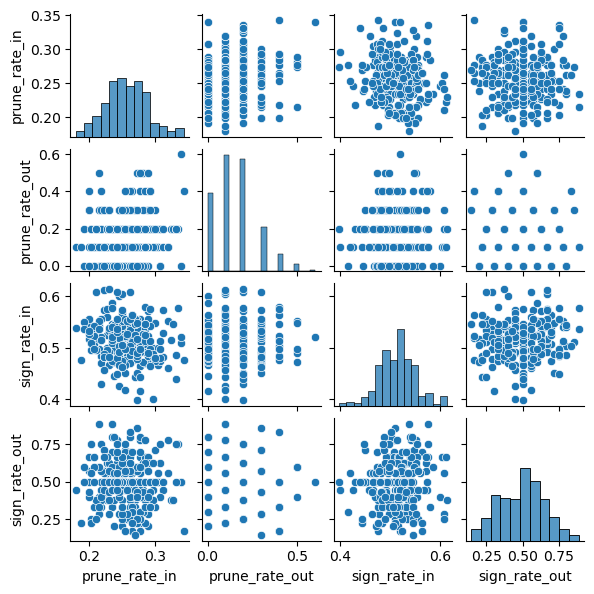 prune_rate_in
0.35
0.30
0.25
0.20
prune_rate_out
0.6
0.4
0.2
0.0
sign_rate_in
0.6
0.5
0.4
sign_rate_out
0.75
0.50
0.25
0.2 0.3 0.0 0.5 0.4 0.6 0.25 0.50 0.75
prune_rate_in prune_rate_out sign_rate_in sign_rate_out